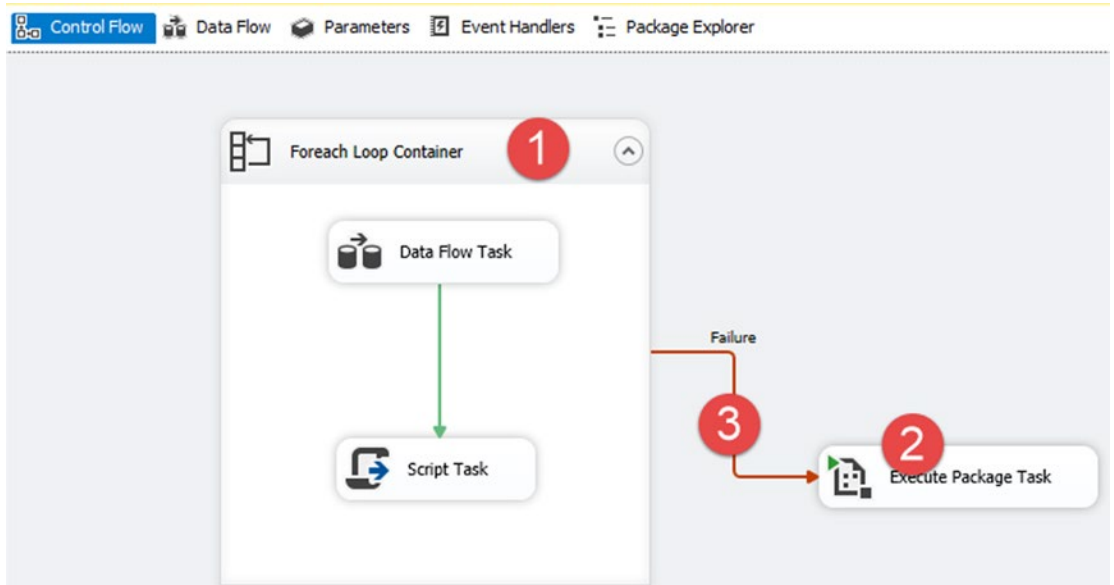 Control Flow Data Flow Parameters Event Handlers Package Explorer
Foreach Loop Container 1
Data Flow Task
Failure
3
2
Script Task
Execute Package Task